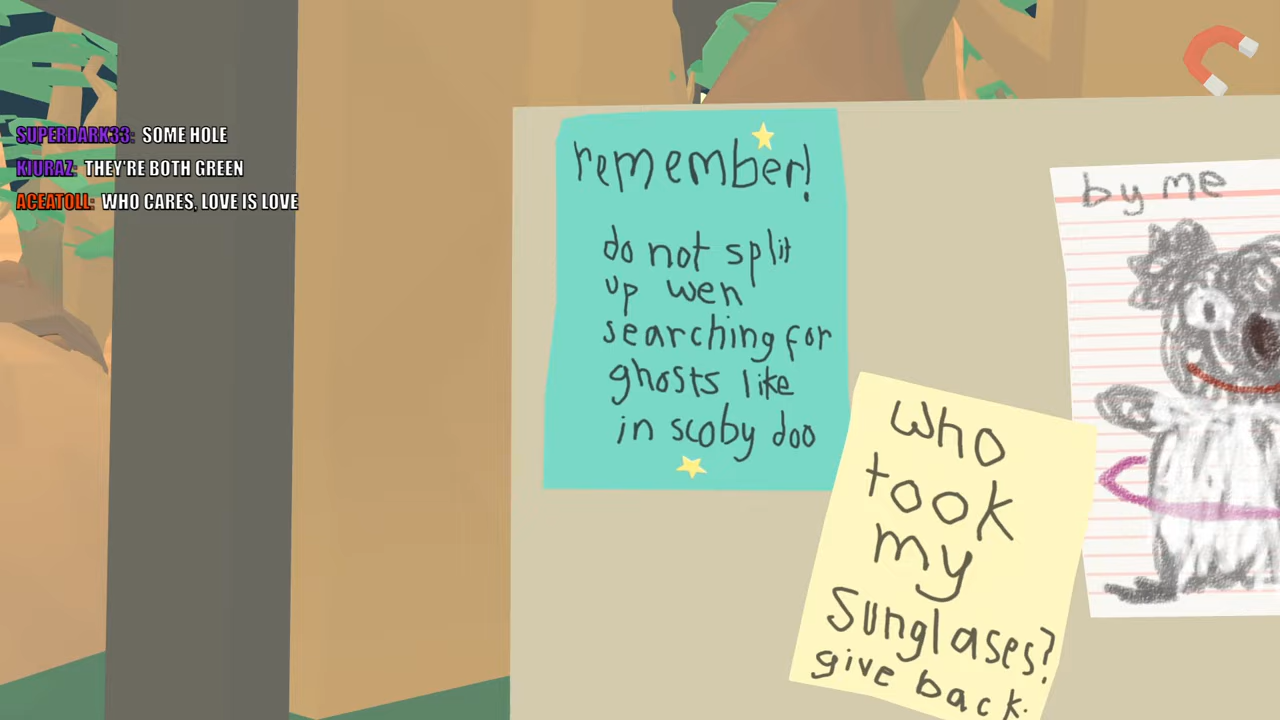 SUPERDARK33: SOME HOLE
KIURAZ: THEY'RE BOTH GREEN
ACEATOLL: WHO CARES, LOVE IS LOVE
remember!
do not split
up wen
searching for
ghosts like
in scoby doo
who
took
my
sunglases?
give back.
by me